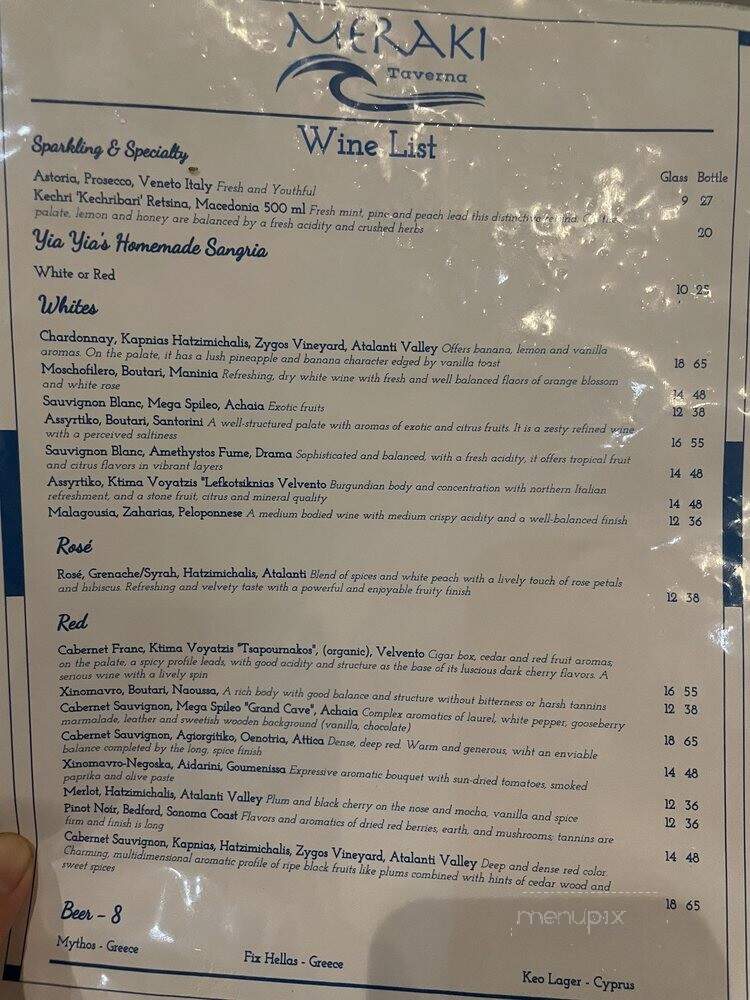 MERAKI
Taverna
Wine List
Sparkling & Specialty
Glass Bottle
Astoria, Prosecco, Veneto Italy Fresh and Youthful
9 27
Kechri 'Kechribari' Retsina, Macedonia 500 ml Fresh mint, pine and peach lead this distinctive
palate, lemon and honey are balanced by a fresh acidity and crushed herbs
20
Yia Yia's Homemade Sangria
White or Red
10 25
Whites
Chardonnay, Kapnias Hatzimichalis, Zygos Vineyard, Atalanti Valley Offers banana, lemon and vanilla
aromas. On the palate, it has a lush pineapple and banana character edged by vanilla toast
18 65
Moschofilero, Boutari, Maninia Refreshing, dry white wine with fresh and well balanced flaors of orange blossom
and white rose
14 48
Sauvignon Blanc, Mega Spileo, Achaia Exotic fruits
12 38
Assyrtiko, Boutari, Santorini A well-structured palate with aromas of exotic and citrus fruits. It is a zesty refined wine
with a perceived saltiness
16 55
Sauvignon Blanc, Amethystos Fume, Drama Sophisticated and balanced, with a fresh acidity, it offers tropical fruit
and citrus flavors in vibrant layers
14 48
Assyrtiko, Ktima Voyatzis "Lefkotsiknias Velvento Burgundian body and concentration with northern Italian
refreshment, and a stone fruit, citrus and mineral quality
14 48
Malagousia, Zaharias, Peloponnese A medium bodied wine with medium crispy acidity and a well-balanced finish
12 36
Rosé
Rosé, Grenache/Syrah, Hatzimichalis, Atalanti Blend of spices and white peach with a lively touch of rose petals
and hibiscus. Refreshing and velvety taste with a powerful and enjoyable fruity finish
12 38
Red
Cabernet Franc, Ktima Voyatzis "Tsapournakos", (organic), Velvento Cigar box, cedar and red fruit aromas;
on the palate, a spicy profile leads, with good acidity and structure as the base of its luscious dark cherry flavors. A
serious wine with a lively spin
16 55
Xinomavro, Boutari, Naoussa, A rich body with good balance and structure without bitterness or harsh tannins
12 38
Cabernet Sauvignon, Mega Spileo "Grand Cave", Achaia Complex aromatics of laurel, white pepper, gooseberry
marmalade, leather and sweetish wooden background (vanilla, chocolate)
18 65
Cabernet Sauvignon, Agiorgitiko, Oenotria, Attica Dense, deep red. Warm and generous, wiht an enviable
balance completed by the long, spice finish
14 48
Xinomavro-Negoska, Aidarini, Goumenissa Expressive aromatic bouquet with sun-dried tomatoes, smoked
paprika and olive paste
12 36
Merlot, Hatzimichalis, Atalanti Valley Plum and black cherry on the nose and mocha, vanilla and spice
12 36
Pinot Noir, Bedford, Sonoma Coast Flavors and aromatics of dried red berries, earth, and mushrooms; tannins are
firm and finish is long
14 48
Cabernet Sauvignon, Kapnias, Hatzimichalis, Zygos Vineyard, Atalanti Valley Deep and dense red color.
Charming, multidimensional aromatic profile of ripe black fruits like plums combined with hints of cedar wood and
sweet spices
18 65
menupix
Beer - 8
Mythos - Greece
Fix Hellas - Greece
Keo Lager - Cyprus